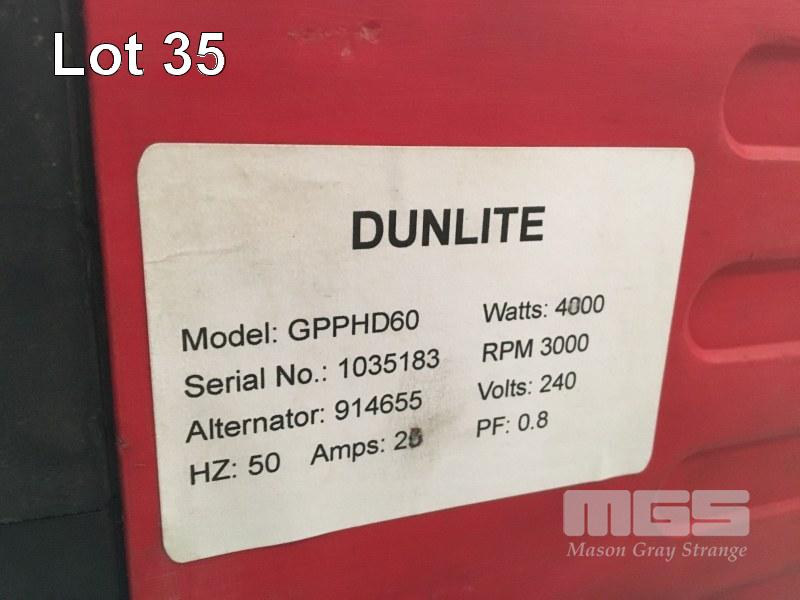 Lot 35
DUNLITE
Model: GPPHD60
Serial No.: 1035183
Alternator: 914655
HZ: 50 Amps:
Watts: 4000
RPM 3000
Volts: 240
PF: 0.8
MGS
Mason Gray Strange